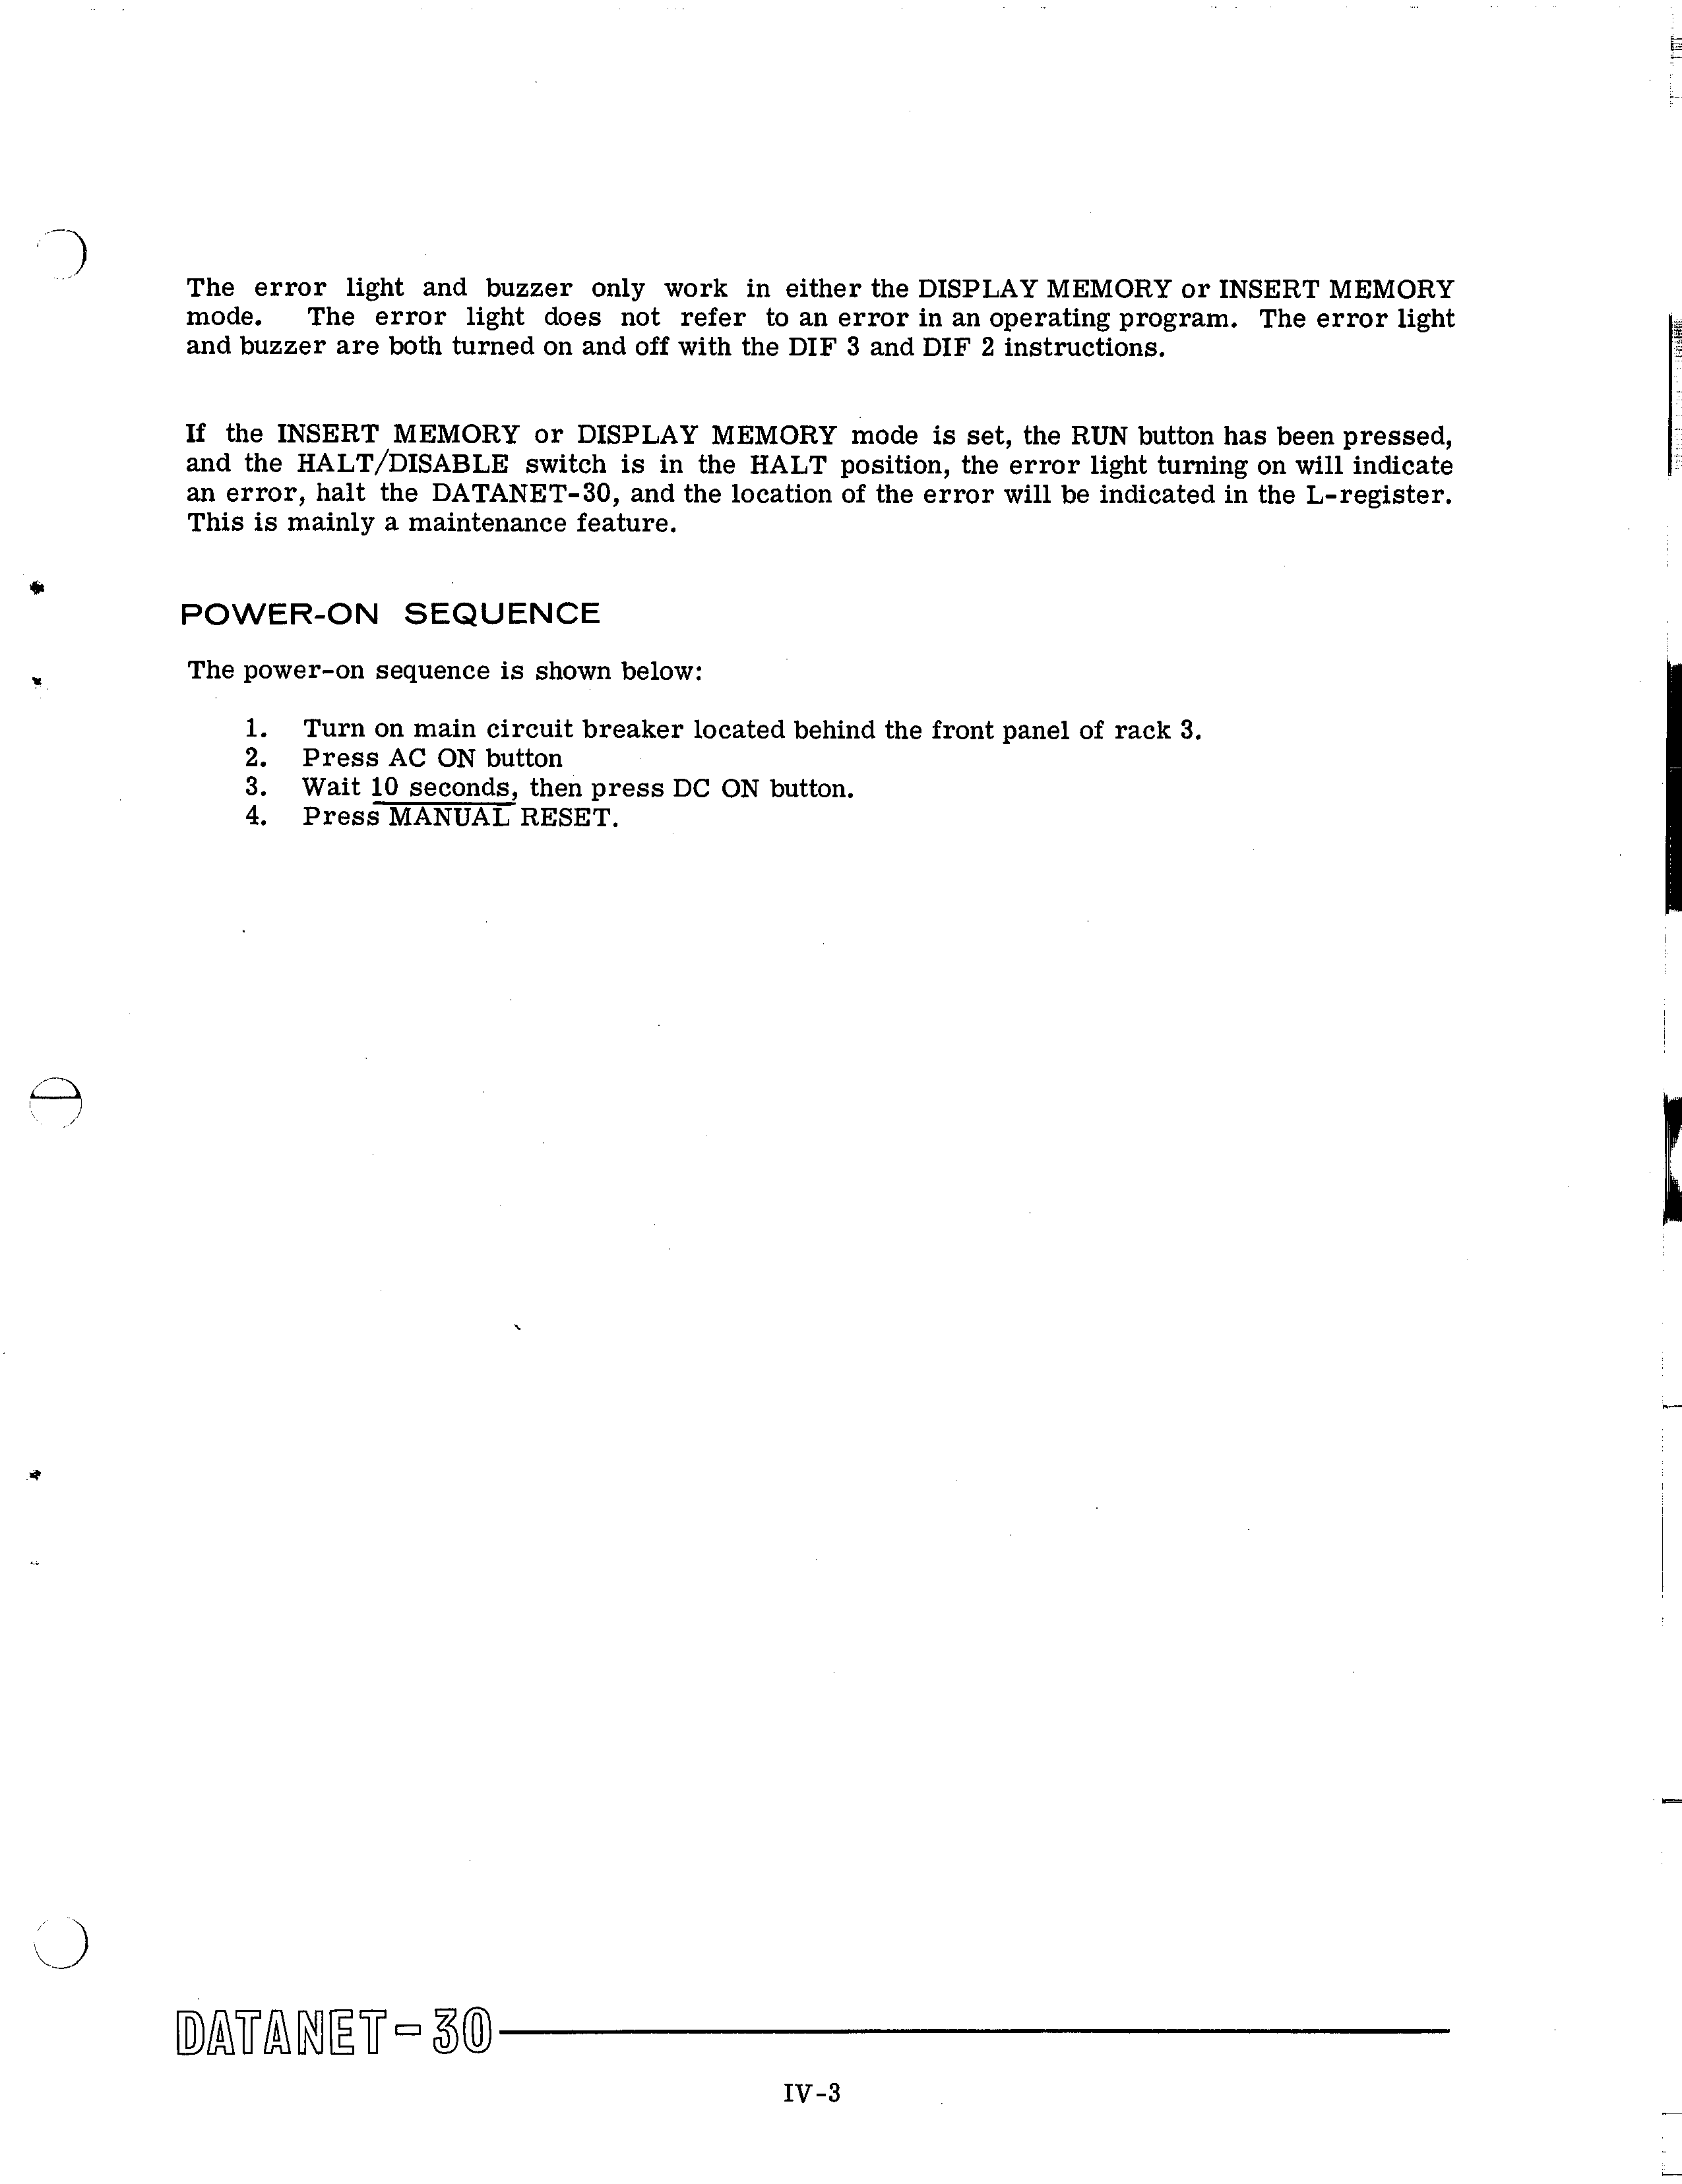 The error light and buzzer only work in either the DISPLAY MEMORY or INSERT MEMORY
mode. The error light does not refer to an error in an operating program. The error light
and buzzer are both turned on and off with the DIF 3 and DIF 2 instructions.
If the INSERT MEMORY or DISPLAY MEMORY mode is set, the RUN button has been pressed,
and the HALT/DISABLE switch is in the HALT position, the error light turning on will indicate
an error, halt the DATANET-30, and the location of the error will be indicated in the L-register.
This is mainly a maintenance feature.
POWER-ON SEQUENCE
The power-on sequence is shown below:
1. Turn on main circuit breaker located behind the front panel of rack 3.
2. Press AC ON button
3. Wait 10 seconds, then press DC ON button.
4. Press MANUAL RESET.
DATANET-30
IV-3